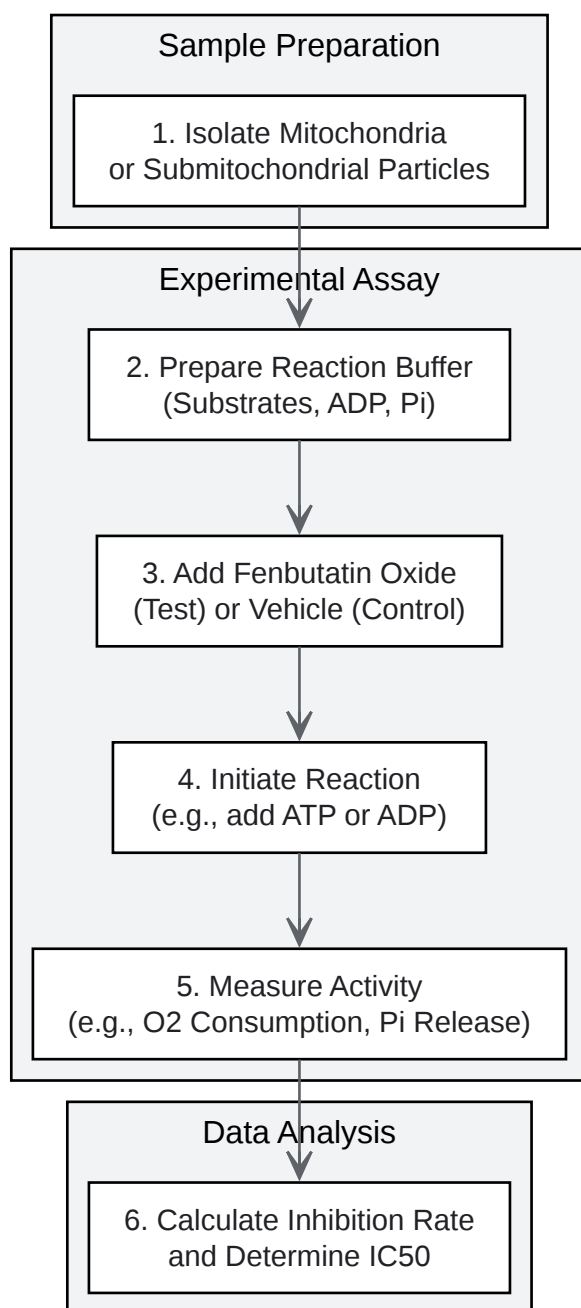 Sample Preparation
1. Isolate Mitochondria
or Submitochondrial Particles
Experimental Assay
2. Prepare Reaction Buffer
(Substrates, ADP, Pi)
3. Add Fenbutatin Oxide
(Test) or Vehicle (Control)
4. Initiate Reaction
(e.g., add ATP or ADP)
5. Measure Activity
(e.g., O2 Consumption, Pi Release)
Data Analysis
6. Calculate Inhibition Rate
and Determine IC50